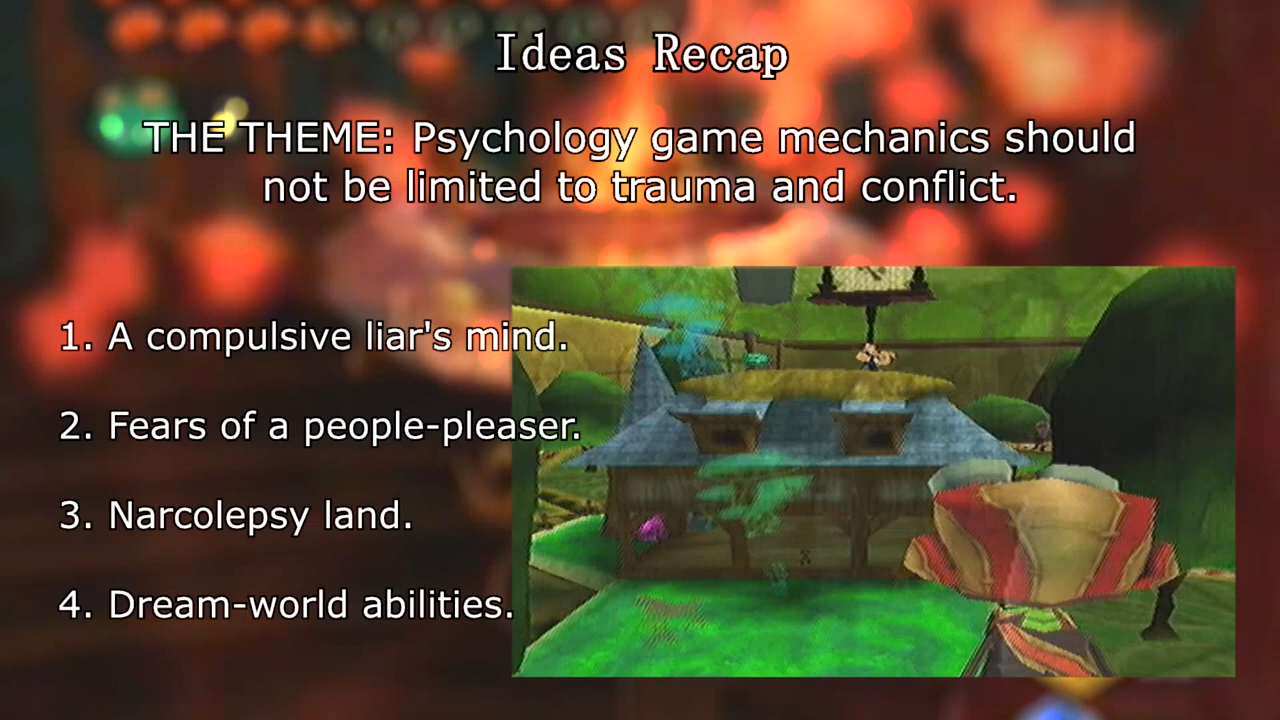 Ideas Recap
THE THEME: Psychology game mechanics should
not be limited to trauma and conflict.
1. A compulsive liar's mind.
2. Fears of a people-pleaser.
3. Narcolepsy land.
4. Dream-world abilities.